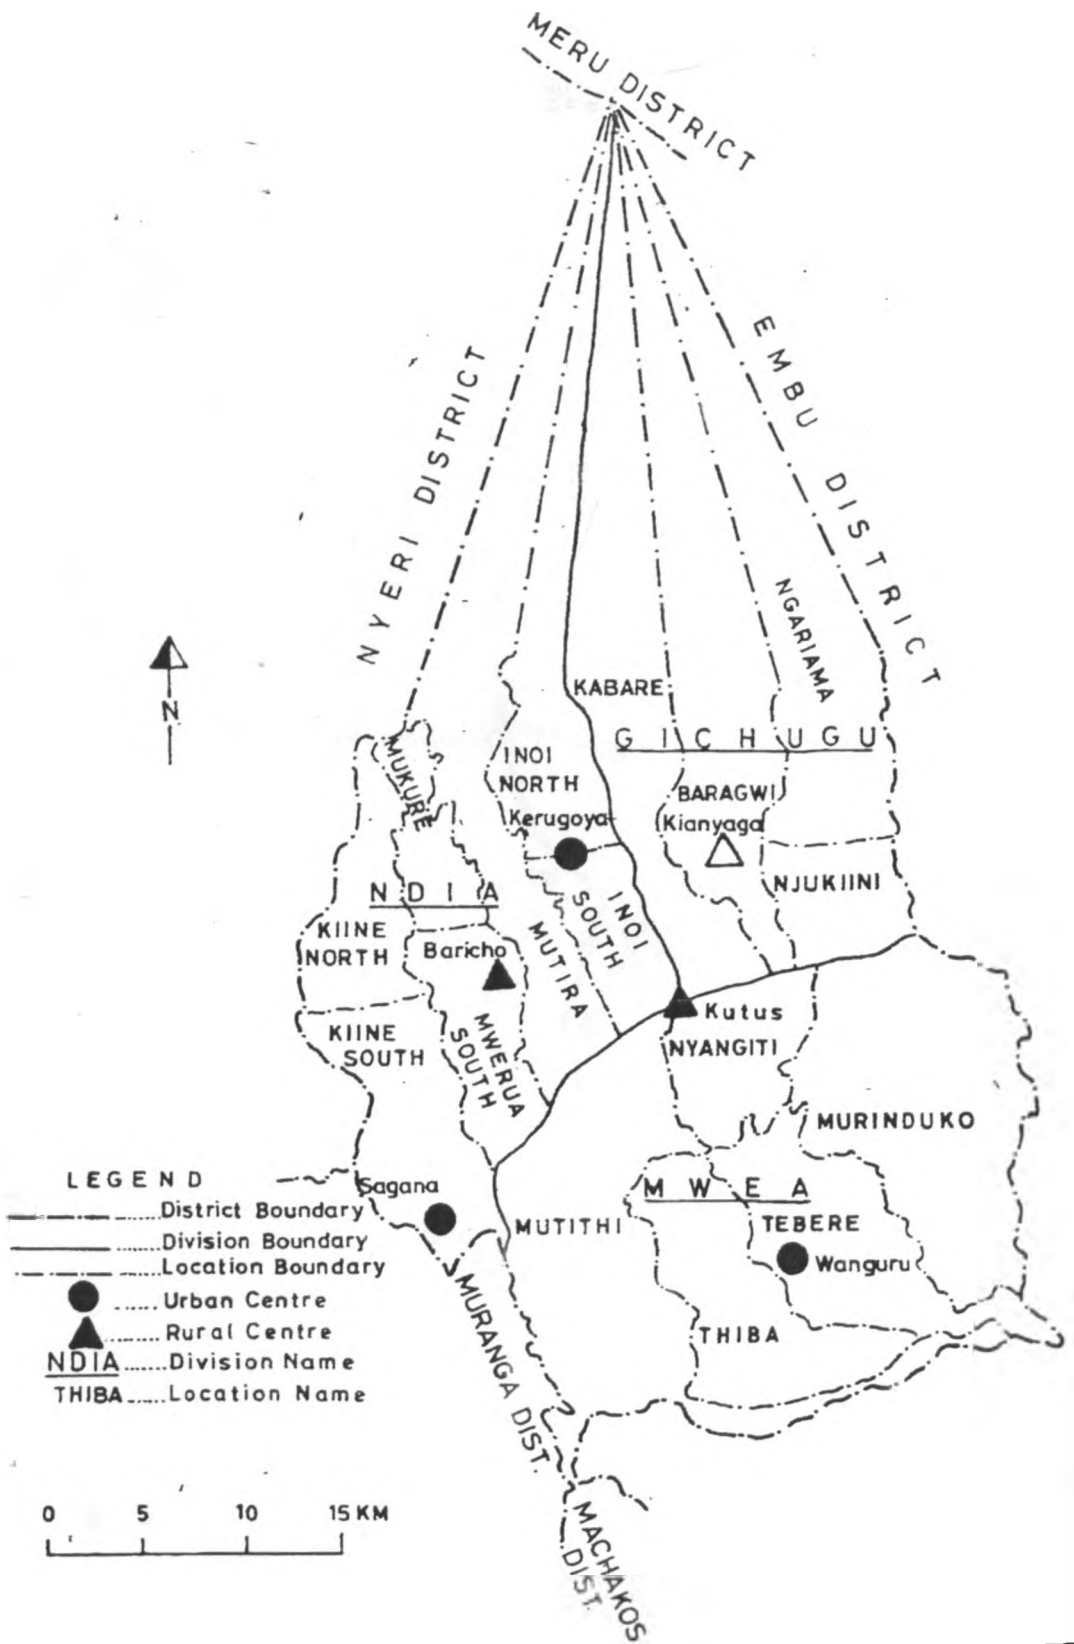 MERU DISTRICT
NYERI DISTRICT
EMBU DISTRICT
NGARIAMA
N
KABARE
GICHUGU
MUKURE
INOI
NORTH
BARAGWI
Kerugoya
Kianyaga
NDIA
NJUKIINI
KIINE
NORTH
Baricho
MUTIRA
INOI
SOUTH
KIINE
SOUTH
MWERUA
SOUTH
Kutus
NYANGITI
MURINDUKO
MWEA
Sagana
MUTITHI
TEBERE
Wanguru
THIBA
MURANGA DIST.
MACHAKOS
DIST.
LEGEND
District Boundary
Division Boundary
Location Boundary
Urban Centre
Rural Centre
NDIA ...... Division Name
THIBA ...... Location Name
0 5 10 15 KM